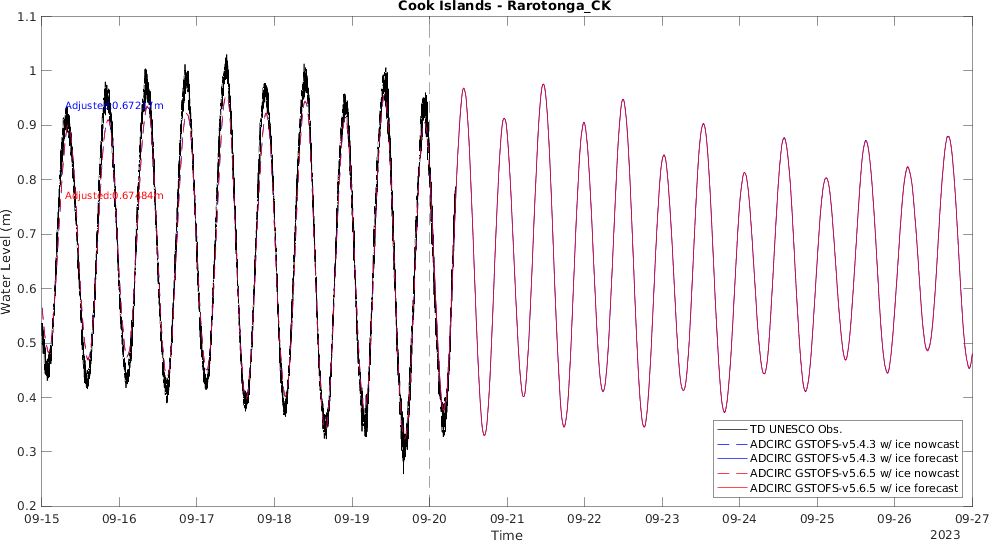 Cook Islands - Rarotonga_CK
Water Level (m)
1.1
1
0.9
0.8
0.7
0.6
0.5
0.4
0.3
0.2
Adjusted:0.67484m
TD UNESCO Obs.
ADCIRC GSTOFS-v5.4.3 w/ ice nowcast
ADCIRC GSTOFS-v5.4.3 w/ ice forecast
ADCIRC GSTOFS-v5.6.5 w/ ice nowcast
ADCIRC GSTOFS-v5.6.5 w/ ice forecast
09-15 09-16 09-17 09-18 09-19 09-20 09-21 09-22 09-23 09-24 09-25 09-26 09-27
Time
2023